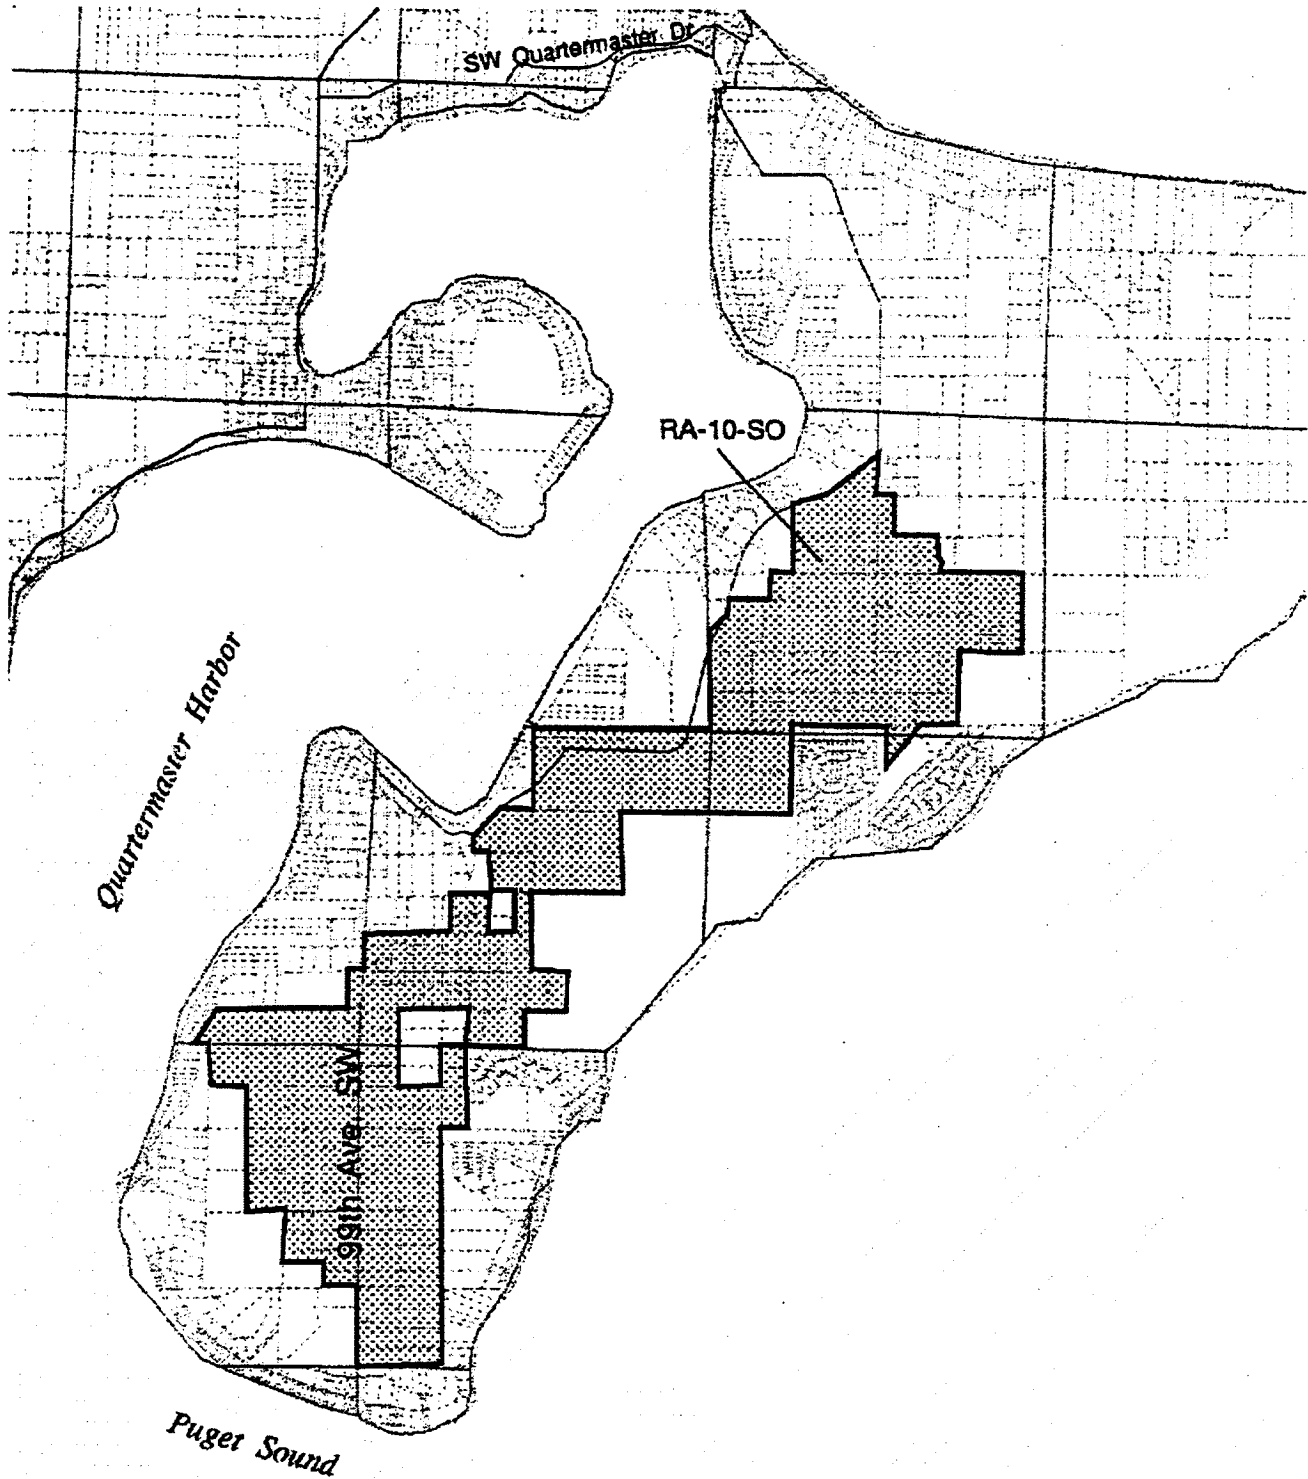 SW Quartermaster Dr
RA-10-SO
Quartermaster Harbor
99th Ave. SW
Puget Sound